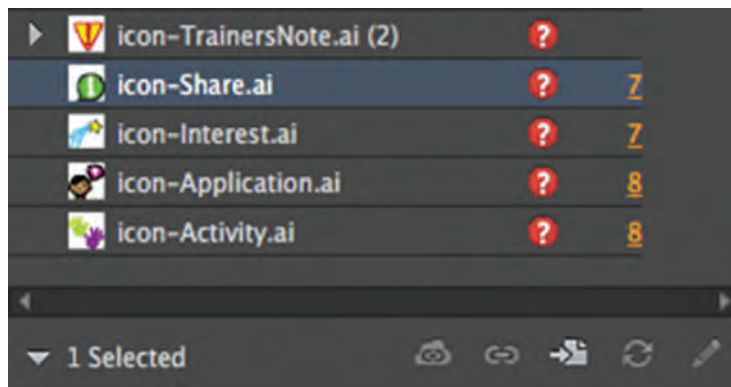 icon-TrainersNote.ai (2) ?
icon-Share.ai ? 7
icon-Interest.ai ? 7
icon-Application.ai ? 8
icon-Activity.ai ? 8
1 Selected